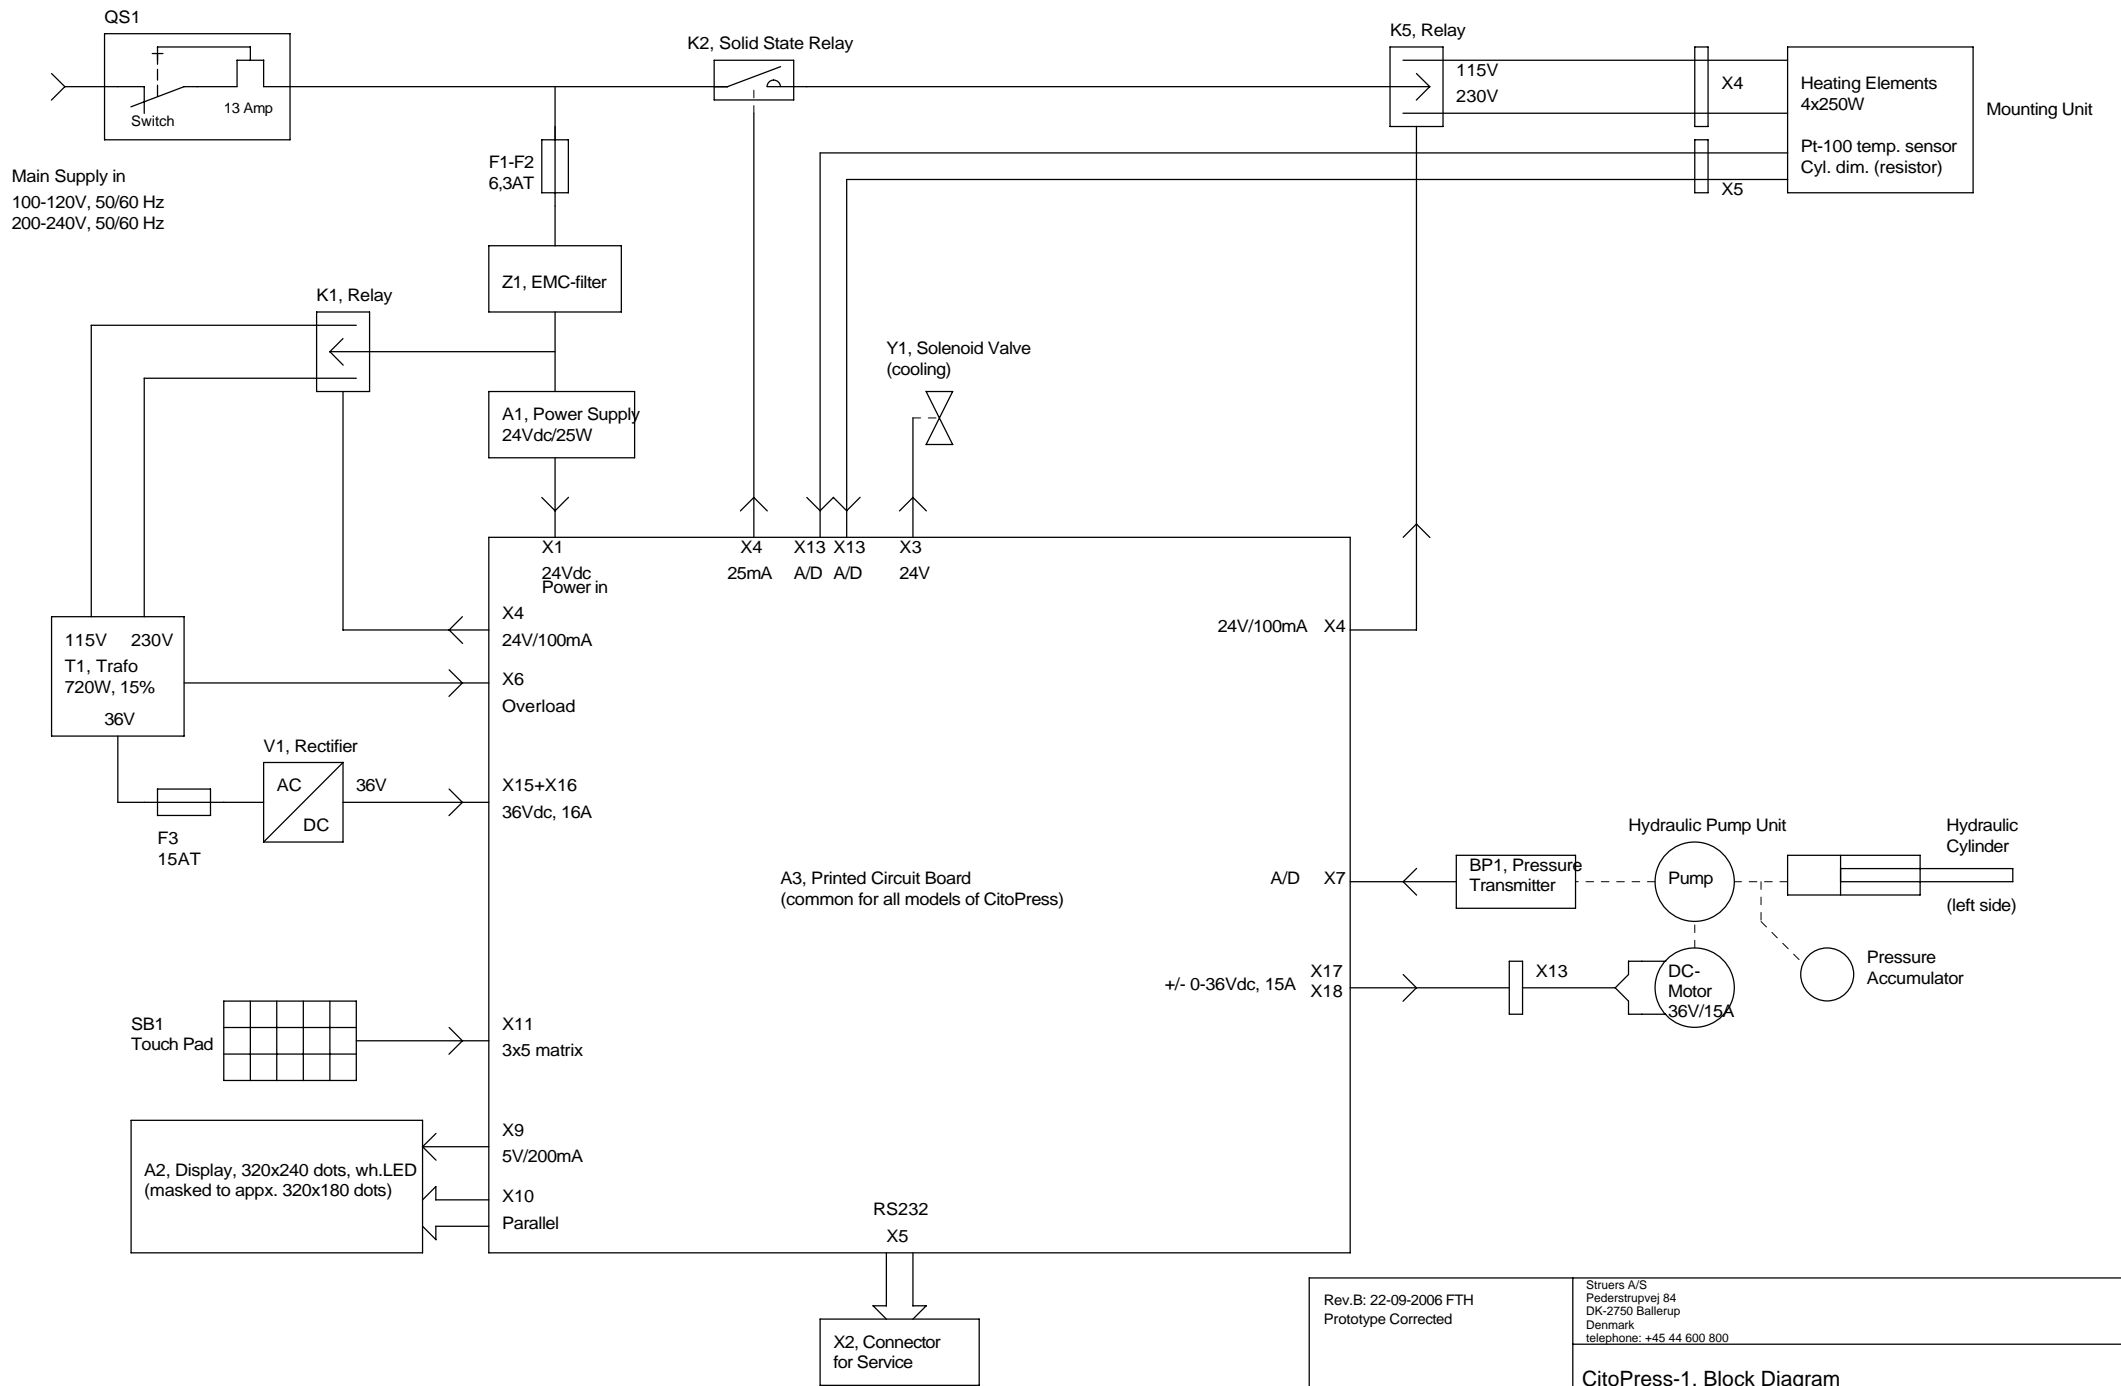 QS1
Switch
13 Amp
Main Supply in
100-120V, 50/60 Hz
200-240V, 50/60 Hz
K2, Solid State Relay
K5, Relay
115V
230V
X4
Heating Elements
4x250W
Pt-100 temp. sensor
Cyl. dim. (resistor)
X5
Mounting Unit
F1-F2
6,3AT
Z1, EMC-filter
K1, Relay
A1, Power Supply
24Vdc/25W
Y1, Solenoid Valve
(cooling)
X1
24Vdc
Power in
X4
25mA
X13
A/D
X13
A/D
X3
24V
X4
24V/100mA
24V/100mA X4
115V 230V
T1, Trafo
720W, 15%
36V
X6
Overload
V1, Rectifier
AC
DC
36V
F3
15AT
X15+X16
36Vdc, 16A
A3, Printed Circuit Board
(common for all models of CitoPress)
A/D X7
BP1, Pressure
Transmitter
Hydraulic Pump Unit
Pump
Hydraulic
Cylinder
(left side)
Pressure
Accumulator
+/- 0-36Vdc, 15A
X17
X18
X13
DC-
Motor
36V/15A
SB1
Touch Pad
X11
3x5 matrix
A2, Display, 320x240 dots, wh.LED
(masked to appx. 320x180 dots)
X9
5V/200mA
X10
Parallel
RS232
X5
X2, Connector
for Service
Rev.B: 22-09-2006 FTH
Prototype Corrected
Struers A/S
Pederstrupvej 84
DK-2750 Ballerup
Denmark
telephone: +45 44 600 800
CitoPress-1, Block Diagram